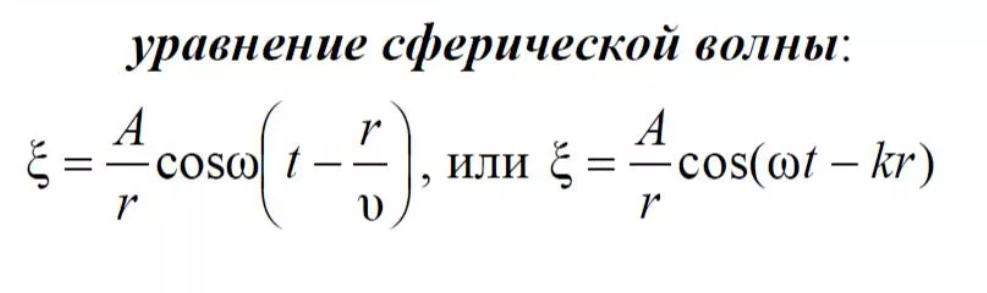 уравнение сферической волны:
ξ = A/r cosω(t − r/υ), или ξ = A/r cos(ωt − kr)